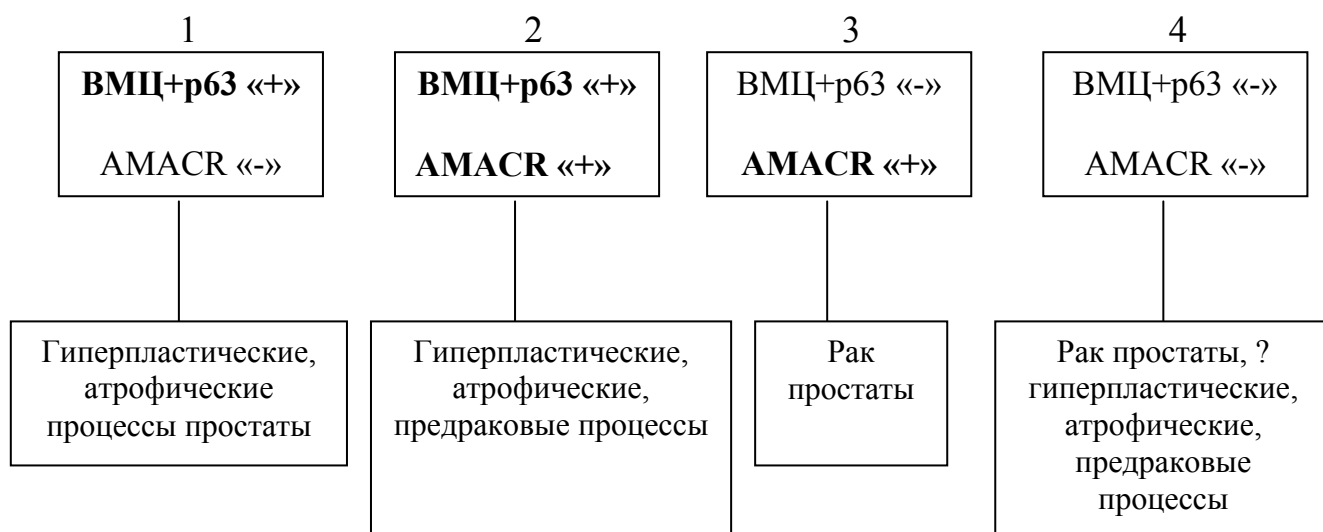 1
ВМЦ+р63 «+»
AMACR «-»
Гиперпластические,
атрофические
процессы простаты
2
ВМЦ+р63 «+»
AMACR «+»
Гиперпластические,
атрофические,
предраковые процессы
3
ВМЦ+р63 «-»
AMACR «+»
Рак
простаты
4
ВМЦ+р63 «-»
AMACR «-»
Рак простаты, ?
гиперпластические,
атрофические,
предраковые
процессы